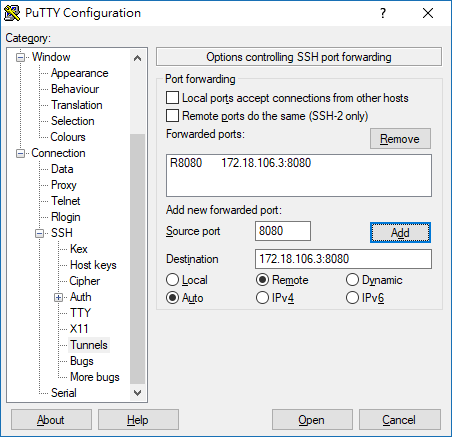 PuTTY Configuration
?
Category:
Window
Appearance
Behaviour
Translation
Selection
Colours
Connection
Data
Proxy
Telnet
Rlogin
SSH
Kex
Host keys
Cipher
Auth
TTY
X11
Tunnels
Bugs
More bugs
Serial
Options controlling SSH port forwarding
Port forwarding
Local ports accept connections from other hosts
Remote ports do the same (SSH-2 only)
Forwarded ports:
Remove
R8080 172.18.106.3:8080
Add new forwarded port:
Source port 8080 Add
Destination 172.18.106.3:8080
Local Remote Dynamic
Auto IPv4 IPv6
About Help Open Cancel